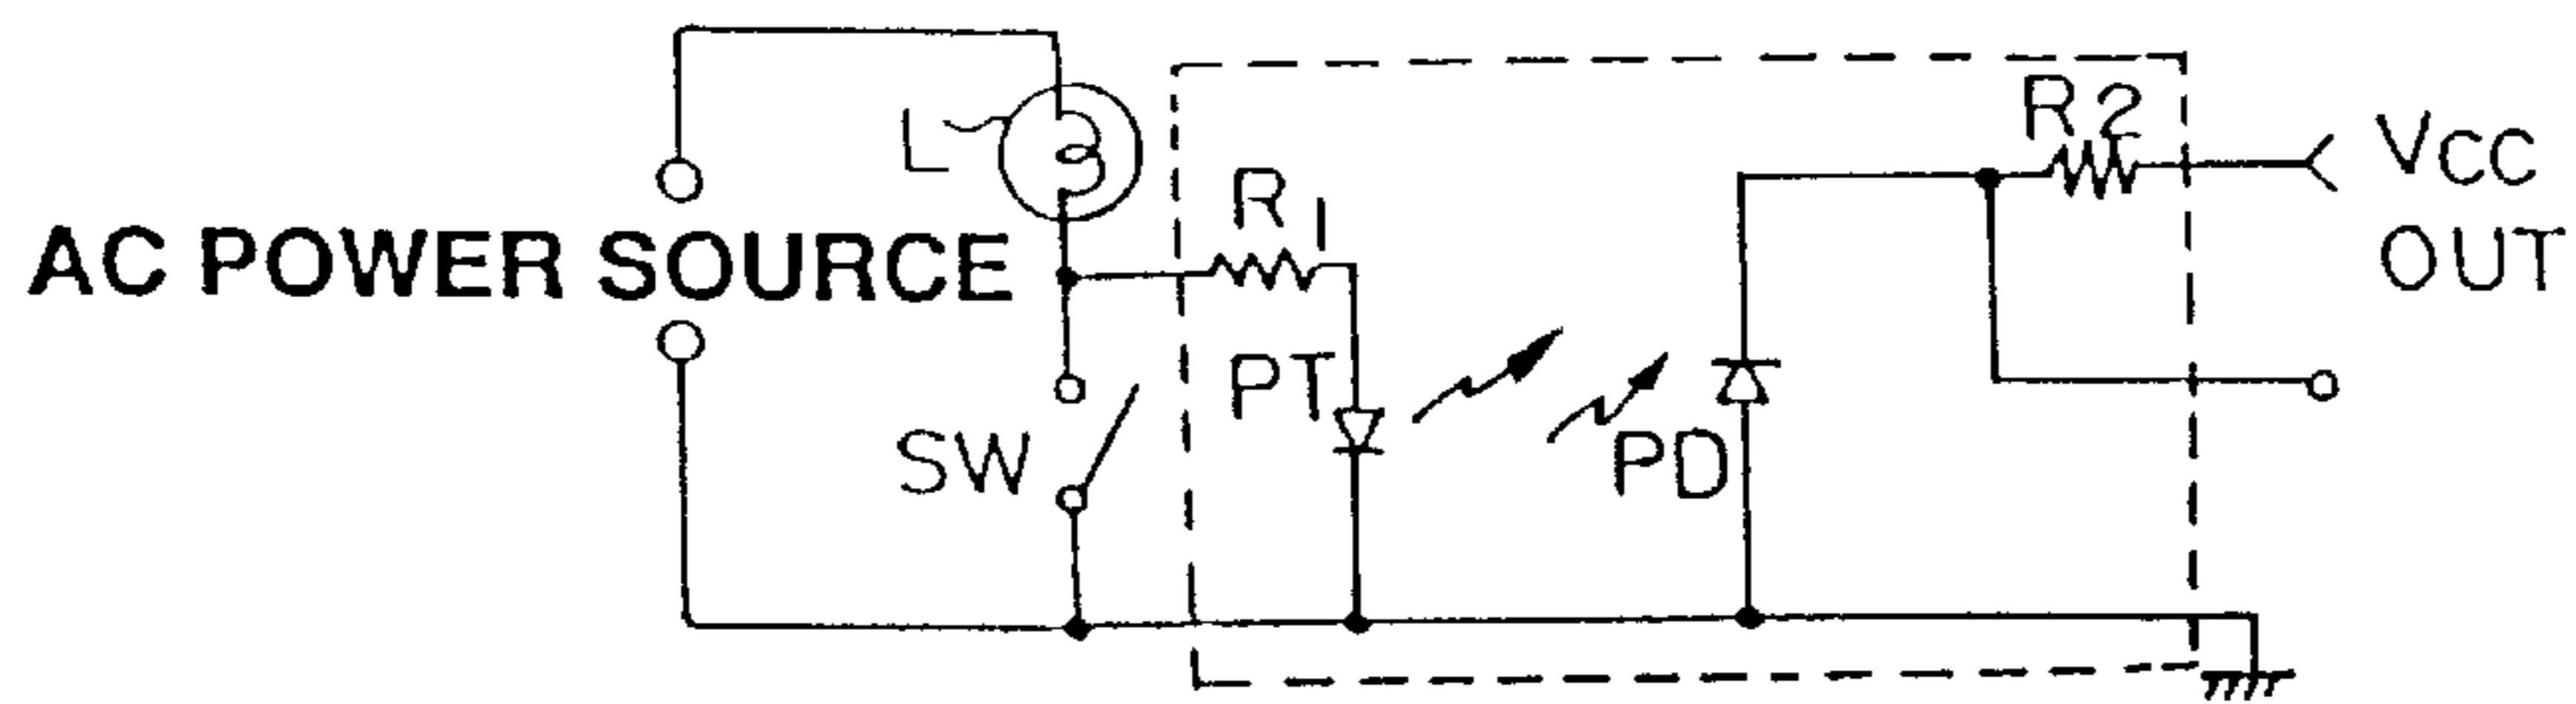 AC POWER SOURCE
L
SW
R1
PT
PD
R2
VCC
OUT